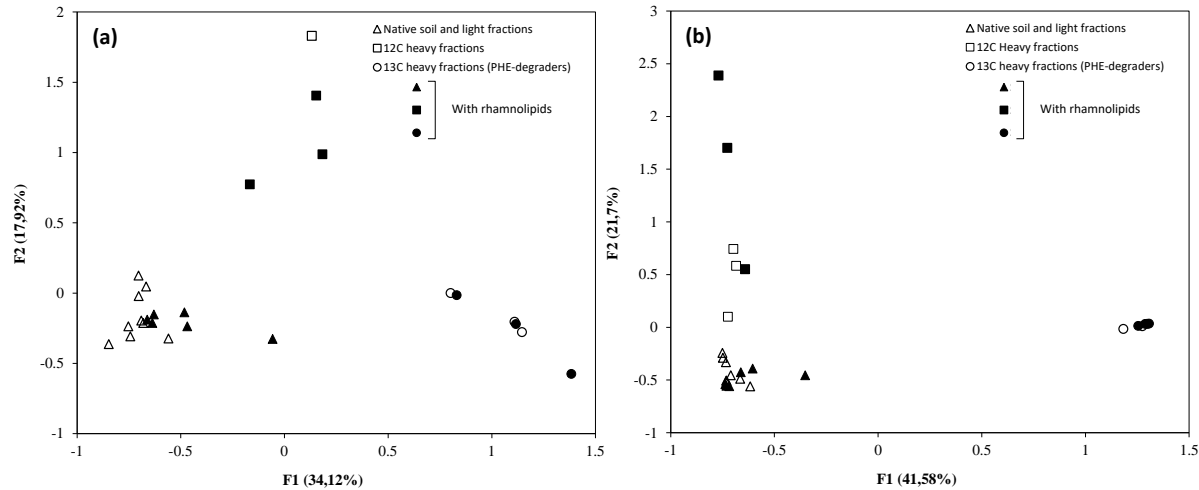 (a)
Native soil and light fractions
12C heavy fractions
13C heavy fractions (PHE-degraders)
With rhamnolipids
2
1.5
1
0.5
0
-0.5
-1
-1
-0.5
0
0.5
1
1.5
F2 (17,92%)
F1 (34,12%)
(b)
Native soil and light fractions
12C Heavy fractions
13C heavy fractions (PHE-degraders)
With rhamnolipids
3
2.5
2
1.5
1
0.5
0
-0.5
-1
-1
-0.5
0
0.5
1
1.5
F2 (21,7%)
F1 (41,58%)